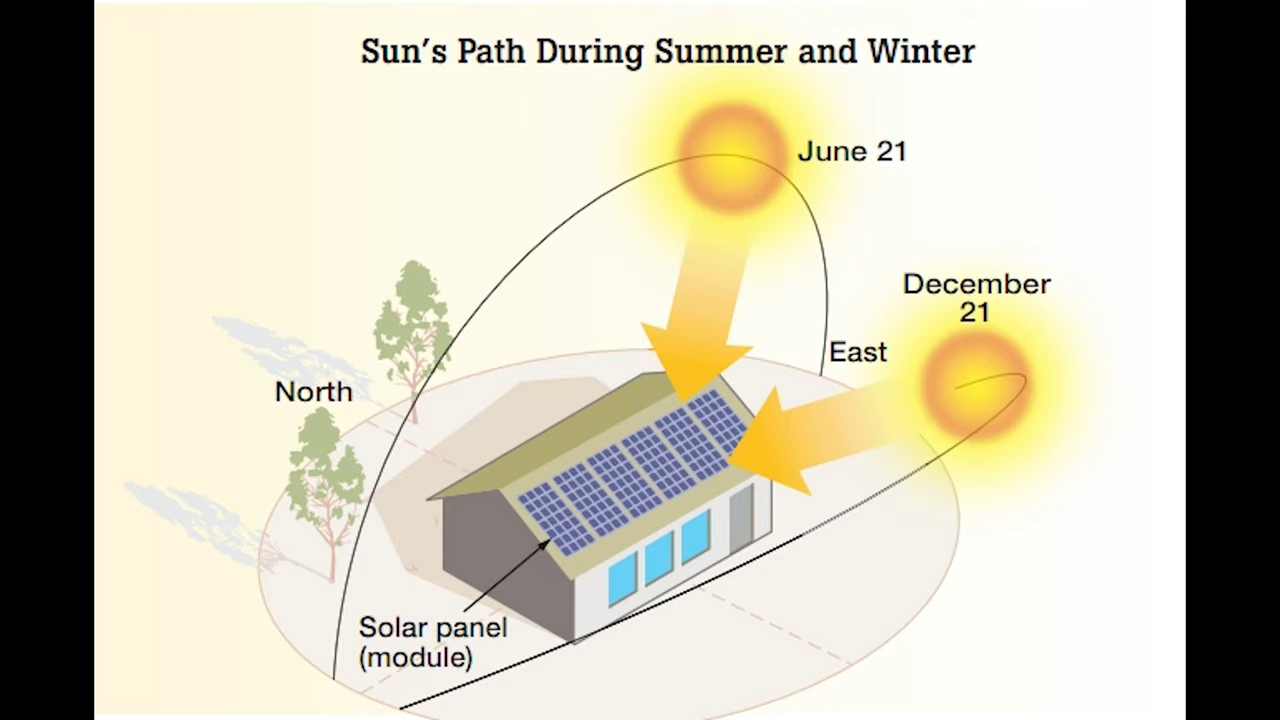 Sun's Path During Summer and Winter
June 21
December
21
East
North
Solar panel
(module)